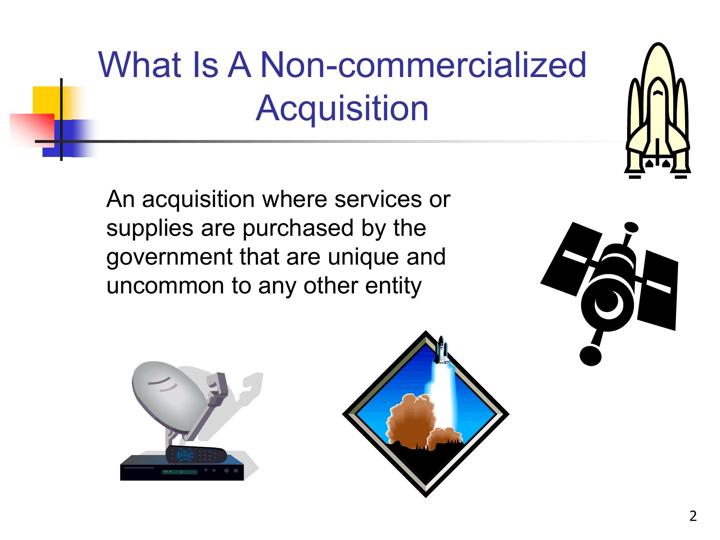 What Is A Non-commercialized
Acquisition
An acquisition where services or
supplies are purchased by the
government that are unique and
uncommon to any other entity
2